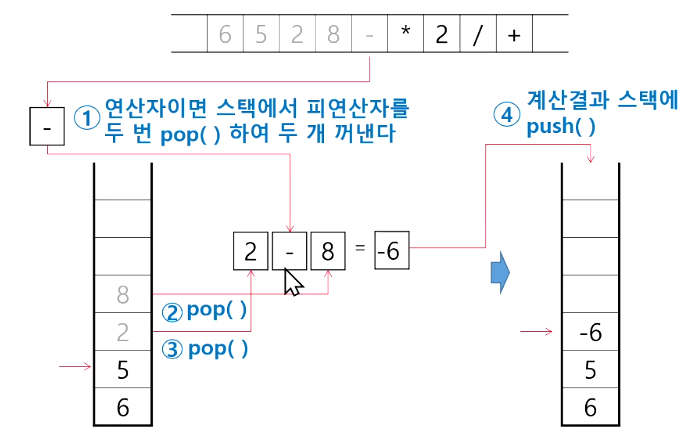 6 5 2 8 - * 2 / +
① 연산자이면 스택에서 피연산자를
두 번 pop( ) 하여 두 개 꺼낸다
-
④ 계산결과 스택에
push( )
2 - 8 = -6
8
② pop( )
2
③ pop( )
5
6
-6
5
6